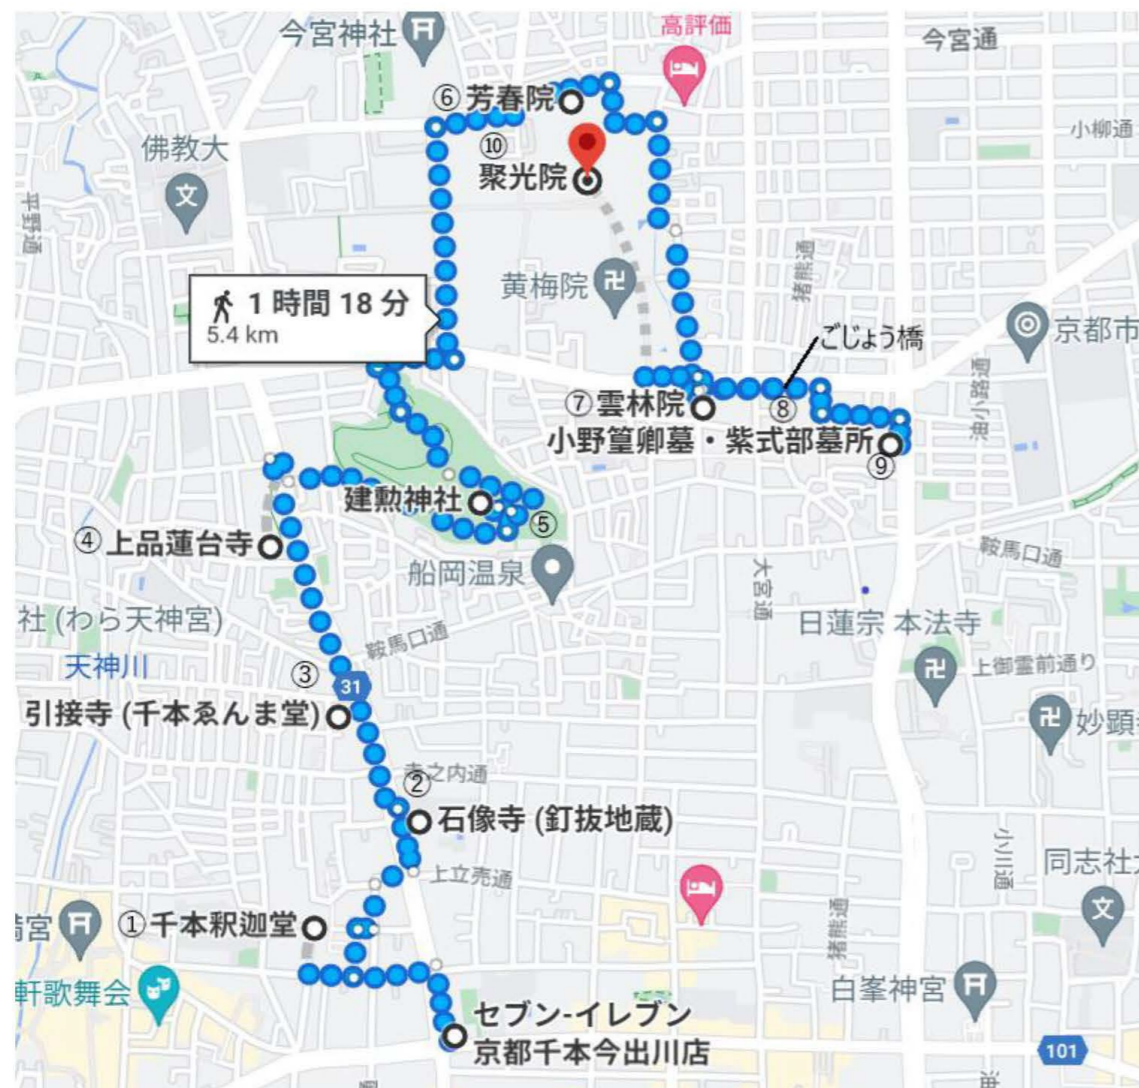 高評価
今宮神社
今宮通
⑥ 芳春院
小柳通
⑩
佛教大
聚光院
平野通
猪熊通
黄梅院
1 時間 18 分
5.4 km
ごじょう橋
京都市
油小路通
⑦ 雲林院
⑧
小野篁卿墓・紫式部墓所
⑨
建勲神社
⑤
④ 上品蓮台寺
鞍馬口通
船岡温泉
大宮通
社 (わら天神宮)
日蓮宗 本法寺
鞍馬口通
天神川
上御霊前通り
③
31
引接寺 (千本ゑんま堂)
妙顕
寺之内通
②
石像寺 (釘抜地蔵)
小川通
上立売通
同志社大
① 千本釈迦堂
満宮
猪熊通
軒歌舞会
白峯神宮
セブン-イレブン
京都千本今出川店
101